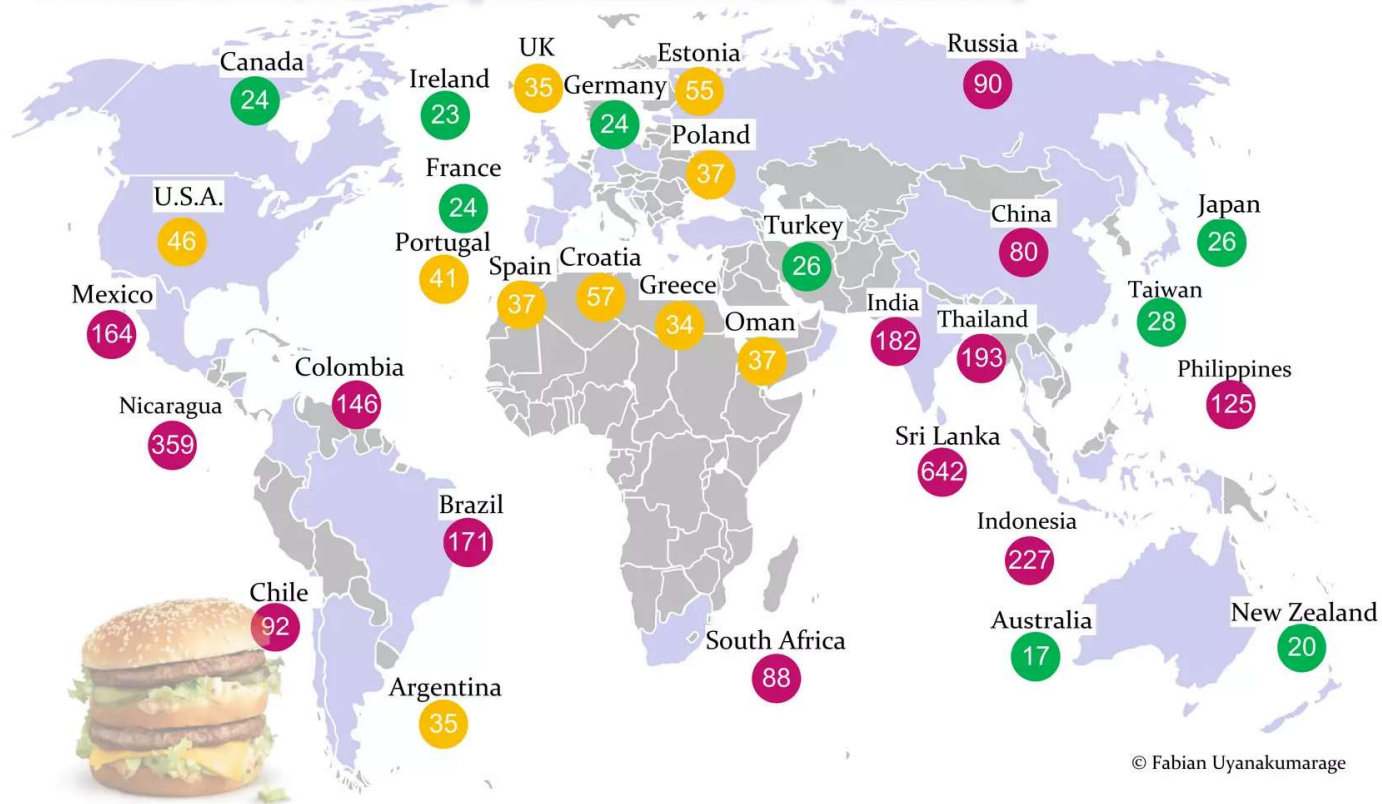 Canada
24
Ireland
23
UK
35
Germany
24
Estonia
55
Russia
90
Poland
37
France
24
U.S.A.
46
Portugal
41
Spain
37
Croatia
57
Greece
34
Turkey
26
Oman
37
China
80
Japan
26
Taiwan
28
India
182
Thailand
193
Philippines
125
Mexico
164
Colombia
146
Nicaragua
359
Sri Lanka
642
Brazil
171
Indonesia
227
Chile
92
South Africa
88
Australia
17
New Zealand
20
Argentina
35
© Fabian Uyanakumarage